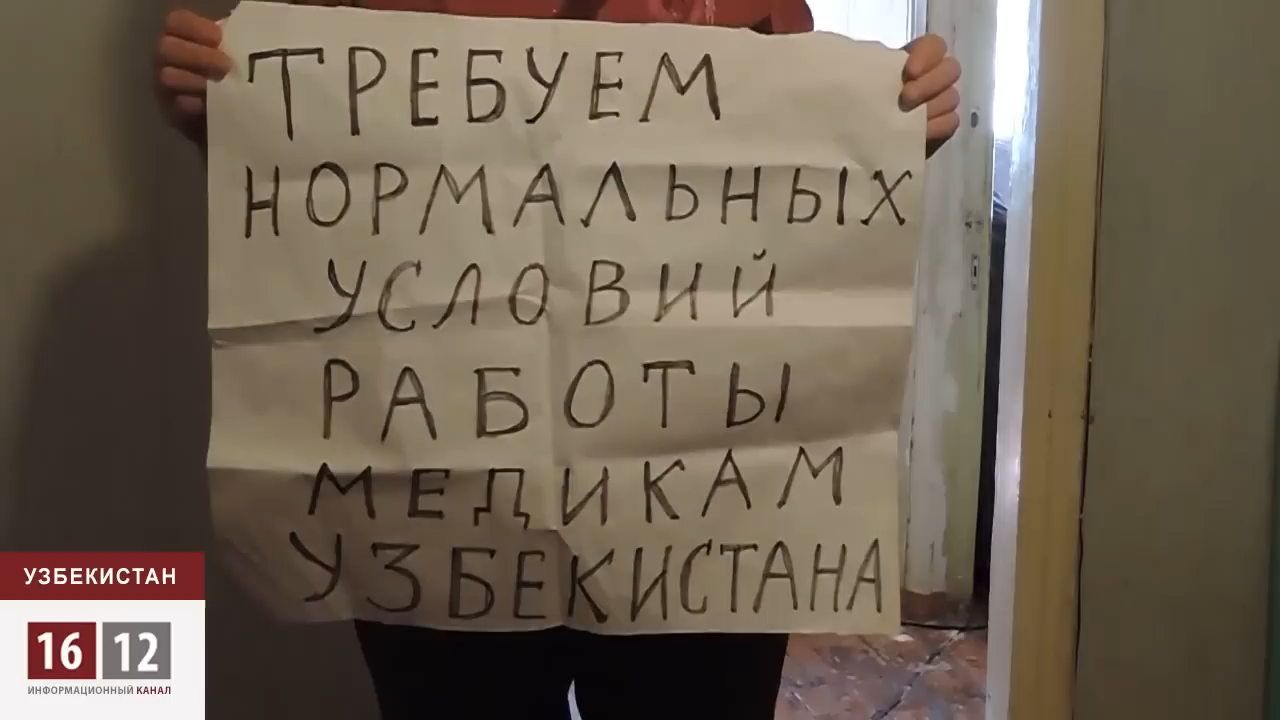 ТРЕБУЕМ
НОРМАЛЬНЫХ
УСЛОВИЙ
РАБОТЫ
МЕДИКАМ
УЗБЕКИСТАНА
УЗБЕКИСТАН
16 12
ИНФОРМАЦИОННЫЙ КАНАЛ